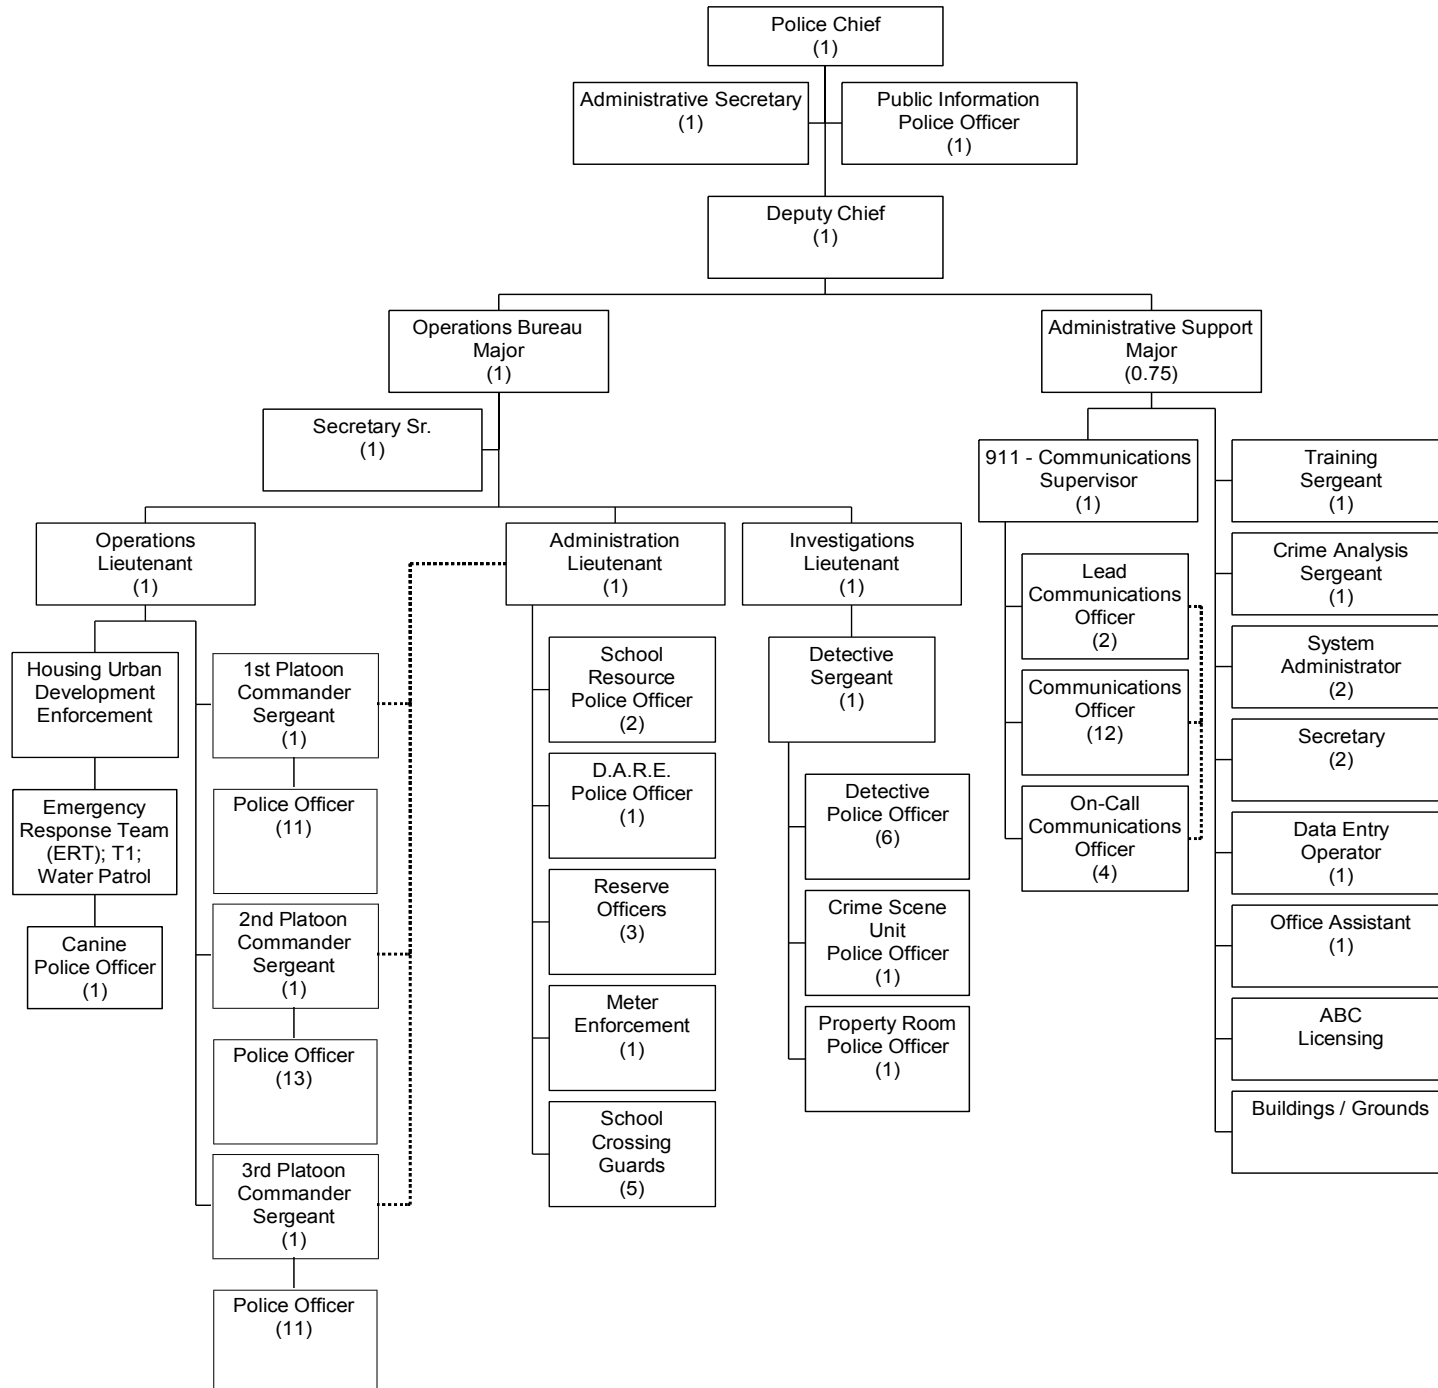 Police Chief
(1)
Administrative Secretary
(1)
Public Information
Police Officer
(1)
Deputy Chief
(1)
Operations Bureau
Major
(1)
Administrative Support
Major
(0.75)
Secretary Sr.
(1)
Operations
Lieutenant
(1)
Housing Urban
Development
Enforcement
Emergency
Response Team
(ERT); T1;
Water Patrol
Canine
Police Officer
(1)
1st Platoon
Commander
Sergeant
(1)
Police Officer
(11)
2nd Platoon
Commander
Sergeant
(1)
Police Officer
(13)
3rd Platoon
Commander
Sergeant
(1)
Police Officer
(11)
Administration
Lieutenant
(1)
School
Resource
Police Officer
(2)
D.A.R.E.
Police Officer
(1)
Reserve
Officers
(3)
Meter
Enforcement
(1)
School
Crossing
Guards
(5)
Investigations
Lieutenant
(1)
Detective
Sergeant
(1)
Detective
Police Officer
(6)
Crime Scene
Unit
Police Officer
(1)
Property Room
Police Officer
(1)
911 - Communications
Supervisor
(1)
Lead
Communications
Officer
(2)
Communications
Officer
(12)
On-Call
Communications
Officer
(4)
Training
Sergeant
(1)
Crime Analysis
Sergeant
(1)
System
Administrator
(2)
Secretary
(2)
Data Entry
Operator
(1)
Office Assistant
(1)
ABC
Licensing
Buildings / Grounds